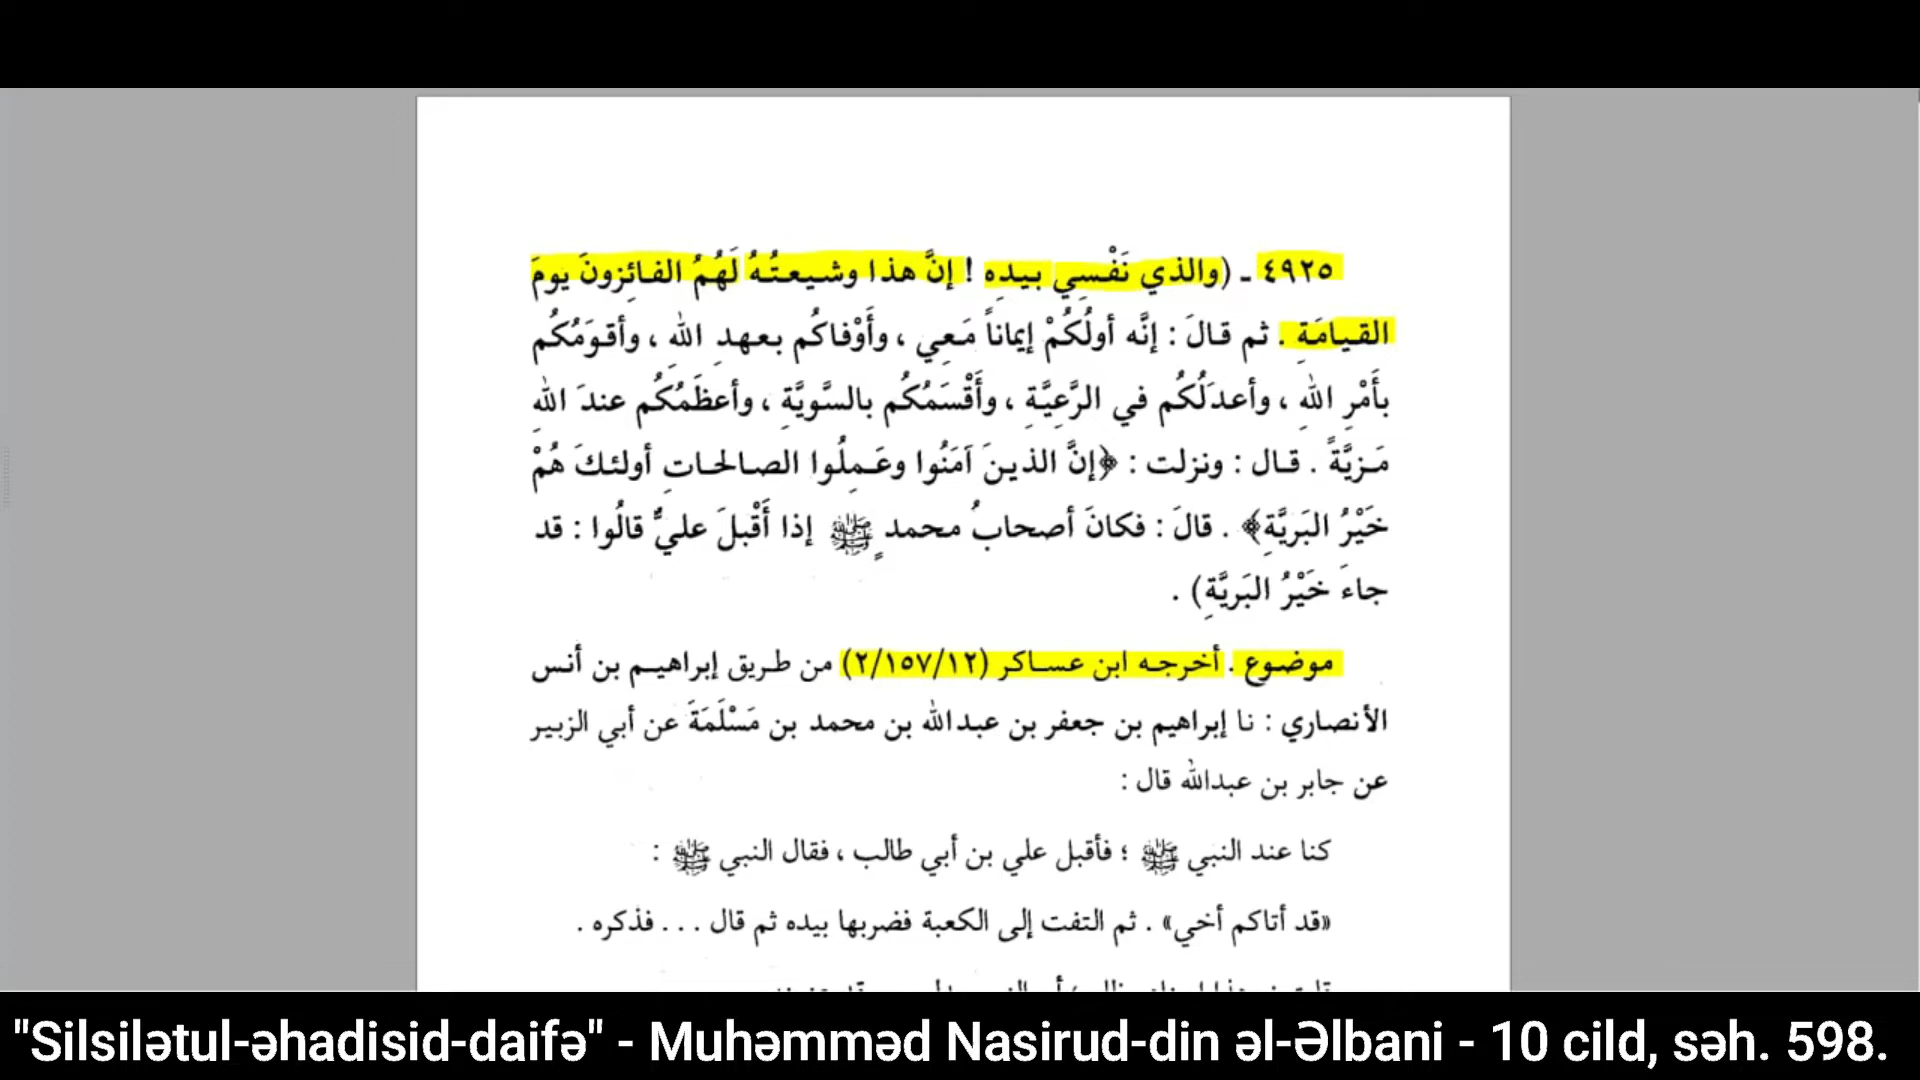 ٤٩٢٥ ـ (والذي نَفْسِي بيدِهِ ! إنَّ هذا وشيعتُهُ لَهُمُ الفائِزونَ يومَ
القيامَةِ . ثم قالَ : إنَّه أولُكُمْ إيماناً مَعِي ، وأَوْفاكُم بعهدِ اللهِ ، وأقوَمُكُم
بأَمْرِ اللهِ ، وأعدَلُكُم في الرَّعِيَّةِ ، وأَقْسَمُكُم بالسَّويَّةِ ، وأعظَمُكُم عندَ اللهِ
مَزيَّةً . قال : ونزلت : ﴿إنَّ الذينَ آمَنُوا وعَمِلُوا الصالحاتِ أولئكَ هُمْ
خَيْرُ البَريَّةِ﴾ . قالَ : فكانَ أصحابُ محمدٍ ﷺ إذا أَقْبلَ عليٌّ قالُوا : قد
جاءَ خَيْرُ البَريَّةِ) .
موضوع . أخرجه ابن عساكر (٢/١٥٧/١٢) من طريق إبراهيم بن أنس
الأنصاري : نا إبراهيم بن جعفر بن عبدالله بن محمد بن مَسْلَمَةَ عن أبي الزبير
عن جابر بن عبدالله قال :
كنا عند النبي ﷺ ؛ فأقبل علي بن أبي طالب ، فقال النبي ﷺ :
«قد أتاكم أخي» . ثم التفت إلى الكعبة فضربها بيده ثم قال . . . فذكره .
"Silsilətul-əhadisid-daifə" - Muhəmməd Nasirud-din əl-Əlbani - 10 cild, səh. 598.